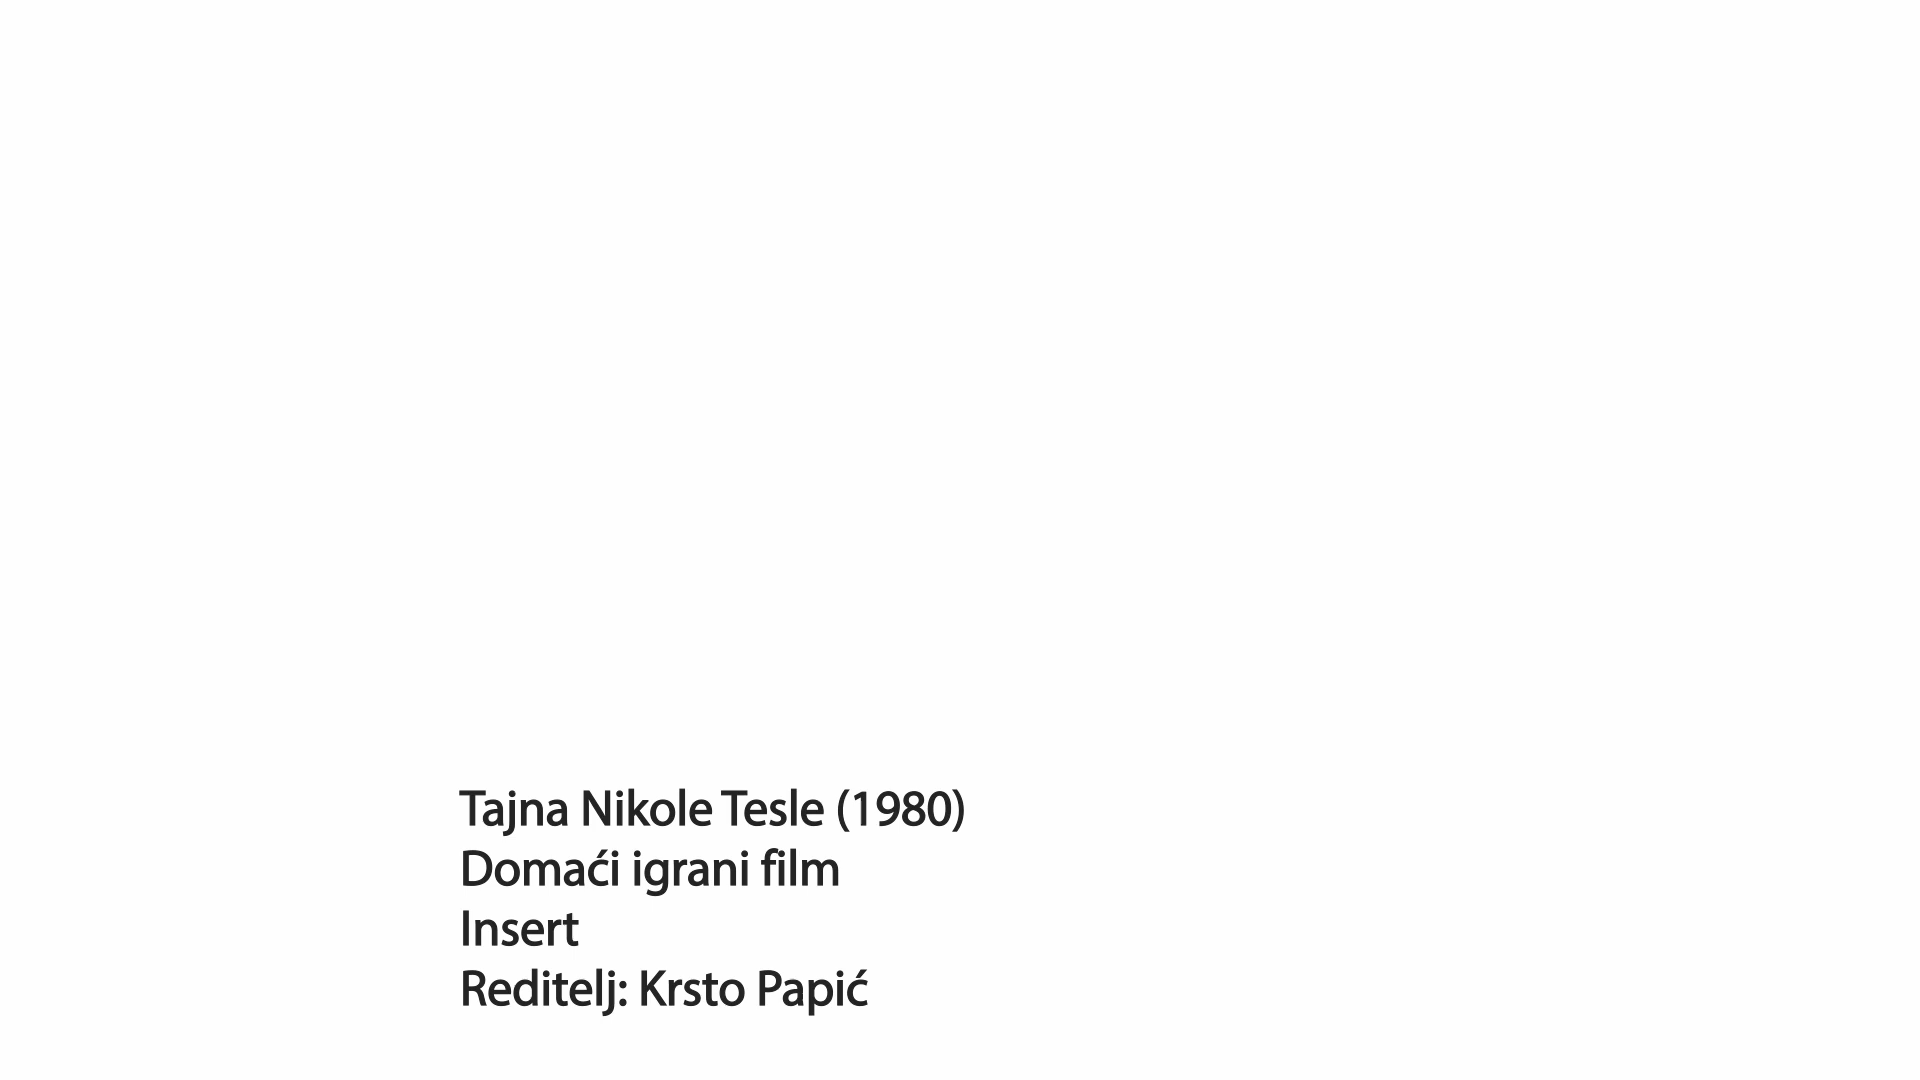 Tajna Nikole Tesle (1980)
Domaći igrani film
Insert
Reditelj: Krsto Papić